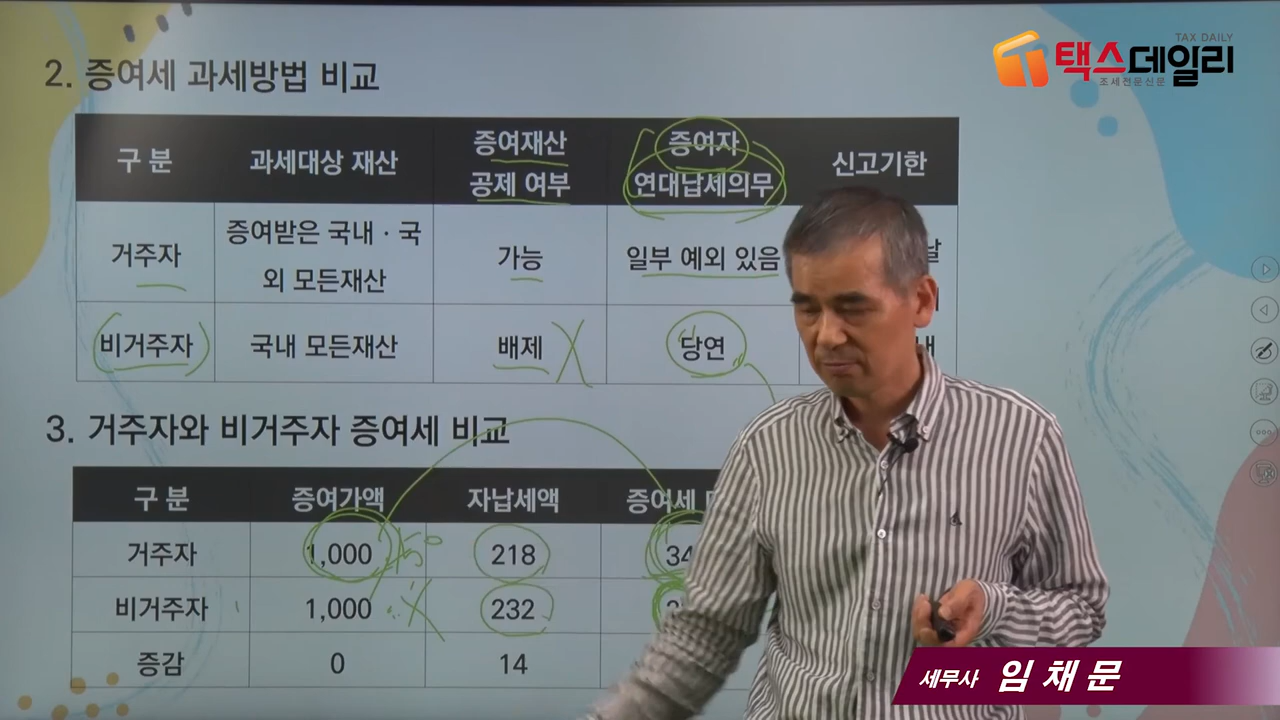 TAX DAILY
택스데일리
조세전문신문
2. 증여세 과세방법 비교
구 분 과세대상 재산 증여재산 공제 여부 증여자 연대납세의무 신고기한
거주자 증여받은 국내 · 국외 모든재산 가능 일부 예외 있음
비거주자 국내 모든재산 배제 당연
3. 거주자와 비거주자 증여세 비교
구 분 증여가액 자납세액 증여세
거주자 1,000 218 34
비거주자 1,000 232
증감 0 14
세무사 임 채 문